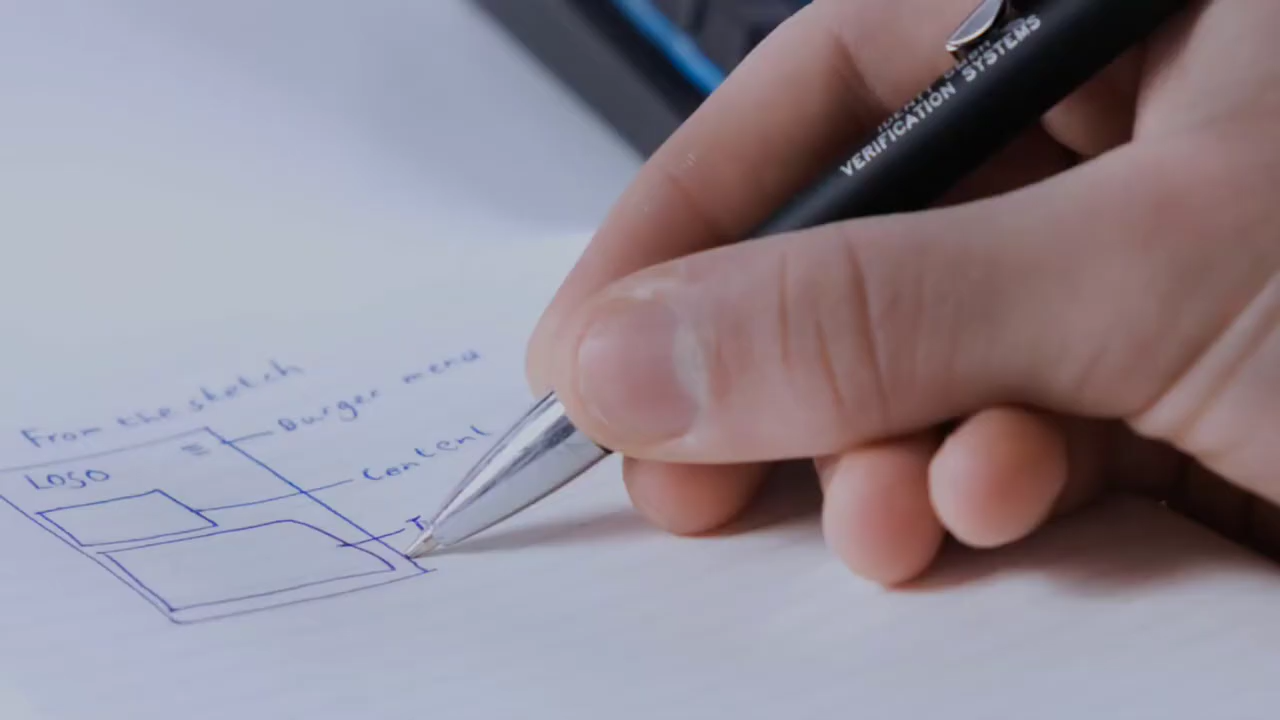 From the sketch
Burger menu
LOGO
Content
T
VERIFICATION SYSTEMS